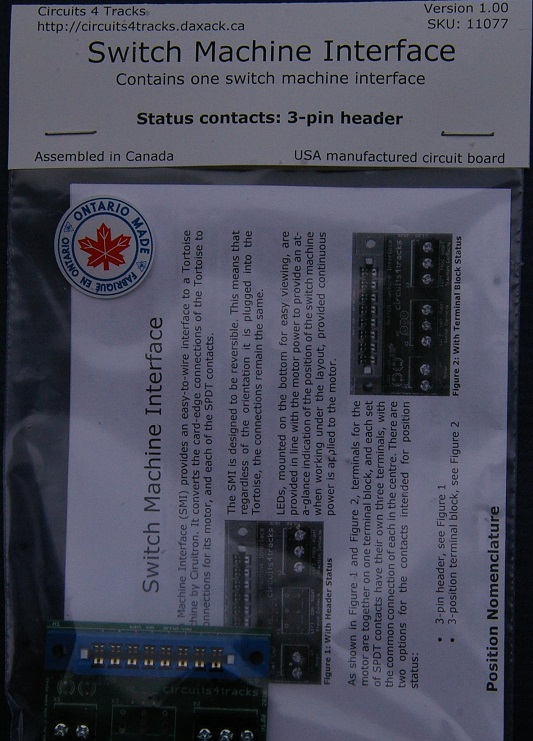 Circuits 4 Tracks
Version 1.00
http://circuits4tracks.daxack.ca
SKU: 11077
Switch Machine Interface
Contains one switch machine interface
Status contacts: 3-pin header
Assembled in Canada
USA manufactured circuit board
ONTARIO MADE
FABRIQUÉ EN ONTARIO
Switch Machine Interface
Machine Interface (SMI) provides an easy-to-wire interface to a Tortoise
by Circuitron. It converts the card-edge connections of the Tortoise to
connections for its motor, and each of the SPDT contacts.
The SMI is designed to be reversible. This means that
regardless of the orientation it is plugged into the
Tortoise, the connections remain the same.
LEDs, mounted on the bottom for easy viewing, are
provided in line with the motor power to provide an at-
a-glance indication of the position of the switch machine
when working under the layout, provided continuous
power is applied to the motor.
Figure 1: With Header Status
As shown in Figure 1 and Figure 2, terminals for the
motor are together on one terminal block, and each set
of SPDT contacts have their own three terminals, with
the common connection of each in the centre. There are
two options for the contacts intended for position
status:
• 3-pin header, see Figure 1
• 3-position terminal block, see Figure 2
Figure 2: With Terminal Block Status
Position Nomenclature
Circuits4tracks